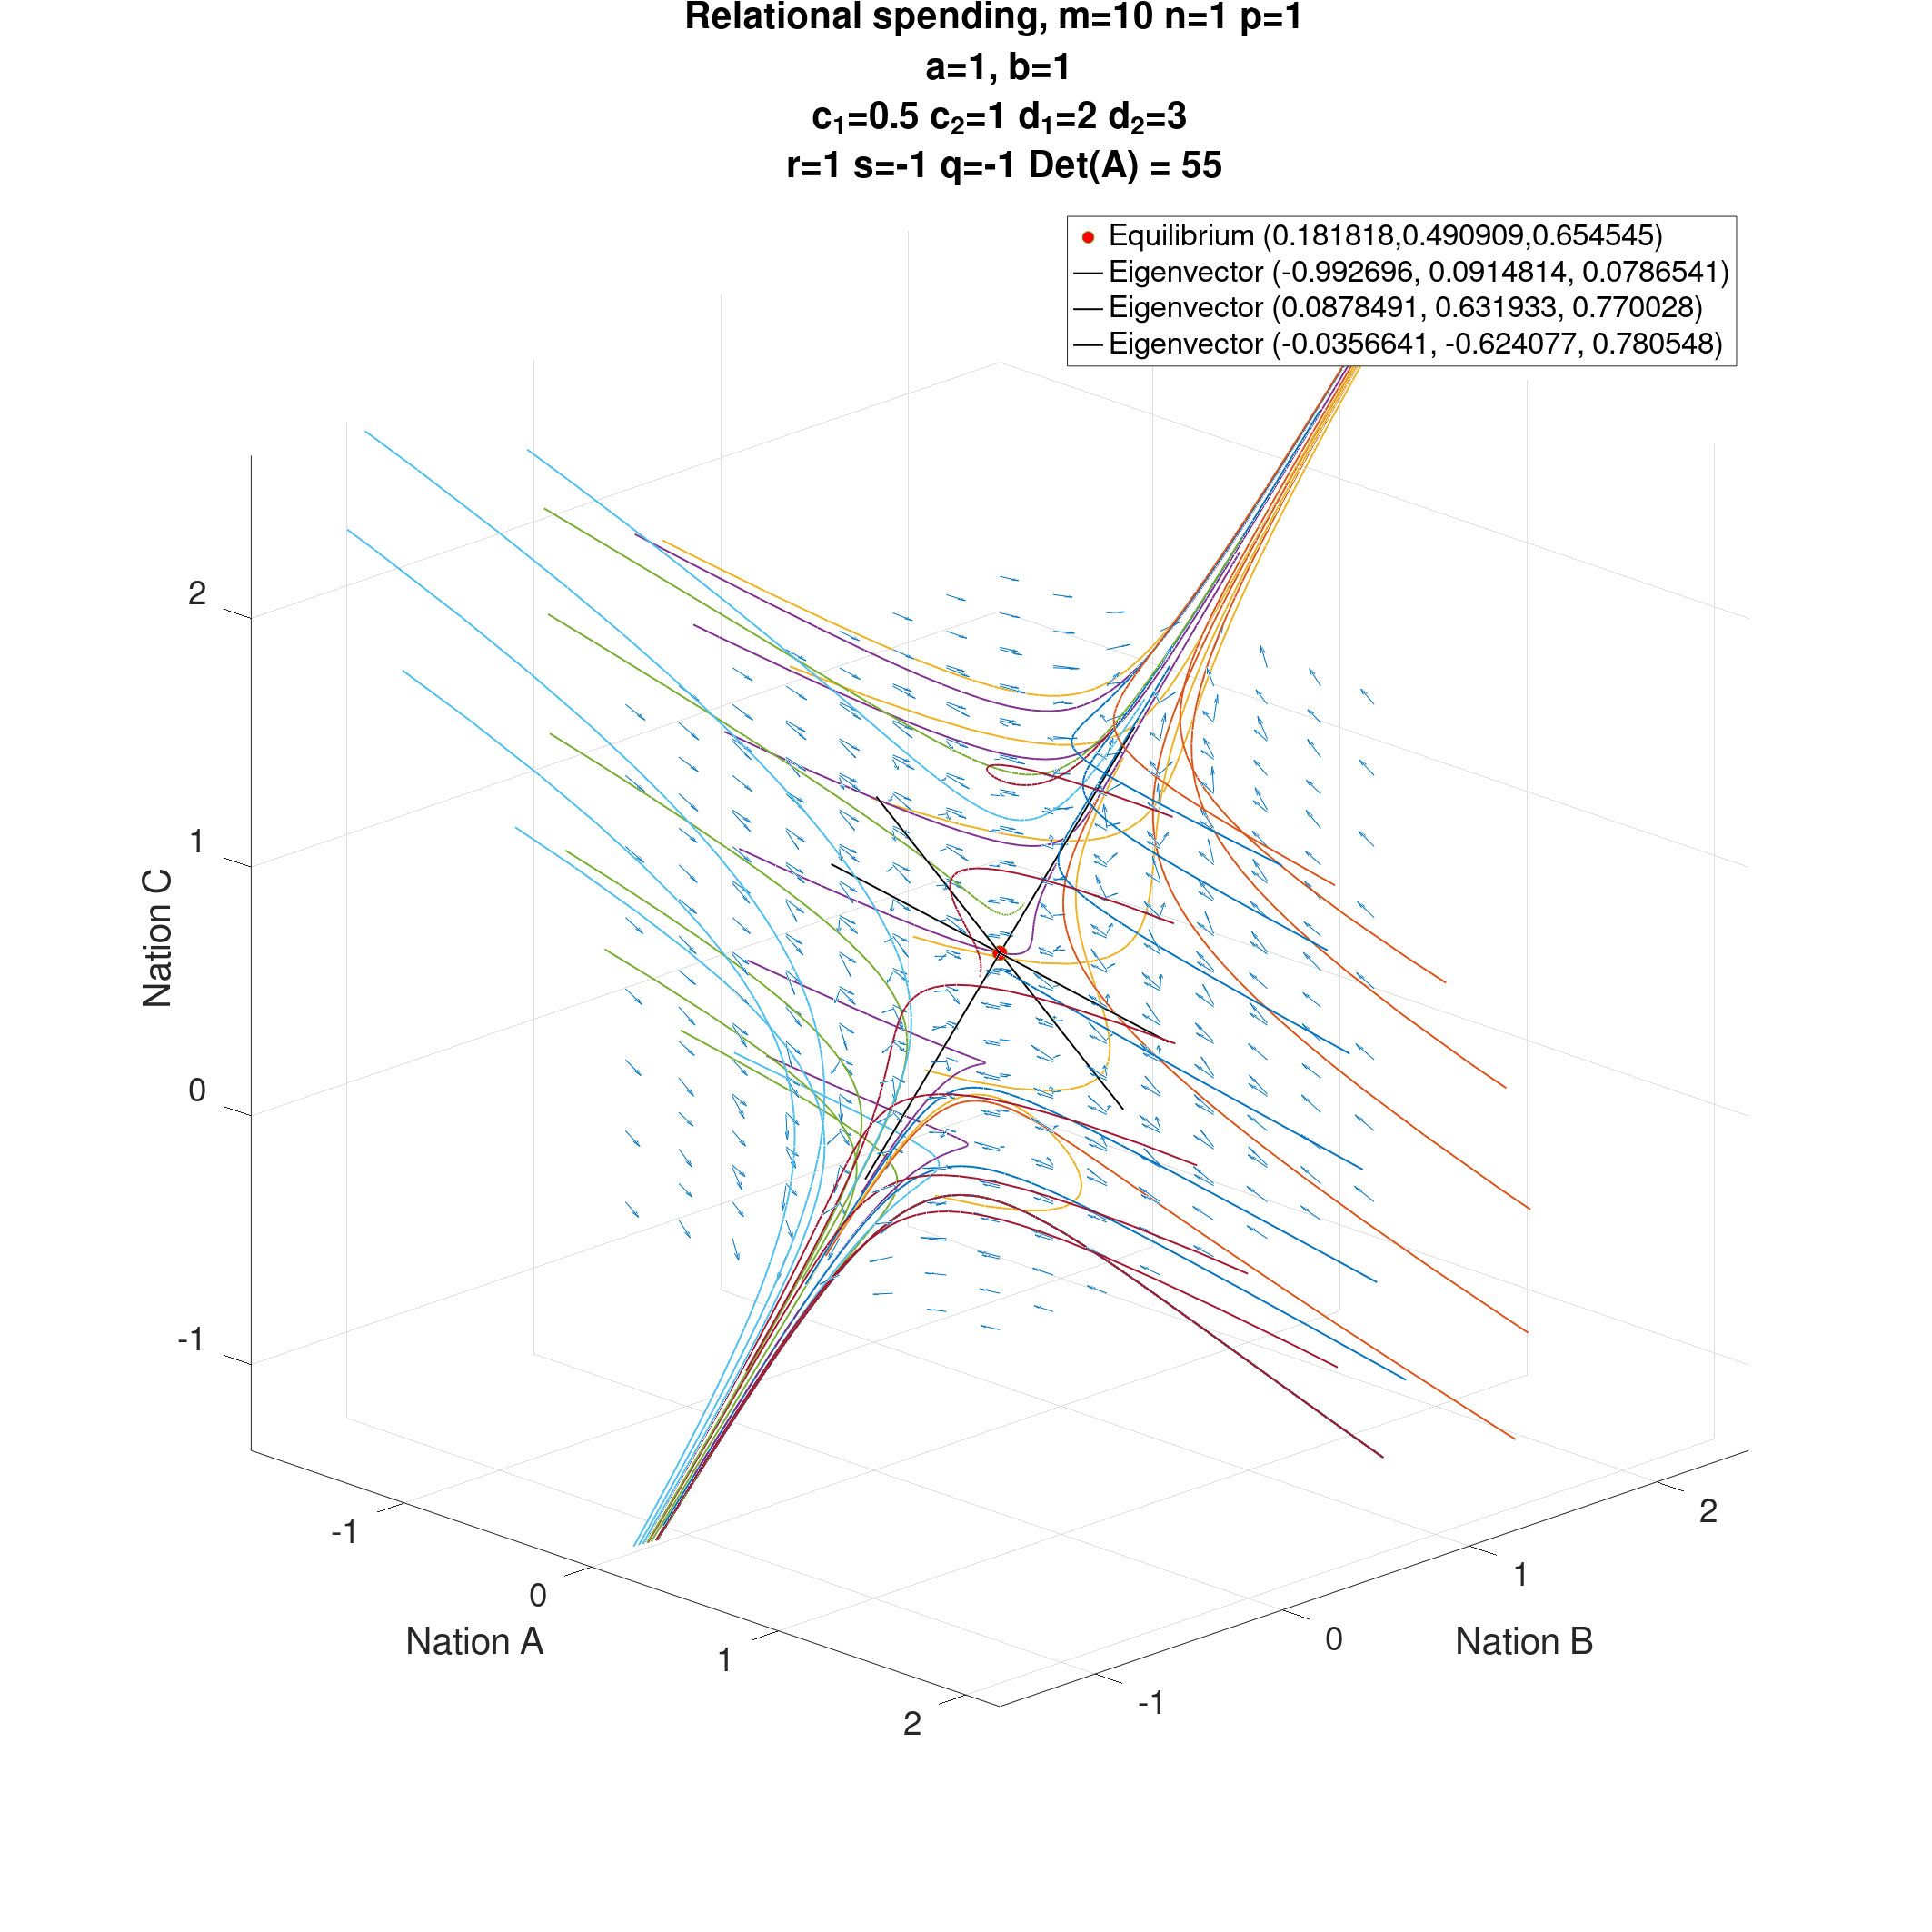 Relational spending, m=10 n=1 p=1
a=1, b=1
c₁=0.5 c₂=1 d₁=2 d₂=3
r=1 s=-1 q=-1 Det(A) = 55
Equilibrium (0.181818,0.490909,0.654545)
Eigenvector (-0.992696, 0.0914814, 0.0786541)
Eigenvector (0.0878491, 0.631933, 0.770028)
Eigenvector (-0.0356641, -0.624077, 0.780548)
2
1
0
-1
Nation C
-1
0
1
2
Nation A
-1
0
1
2
Nation B